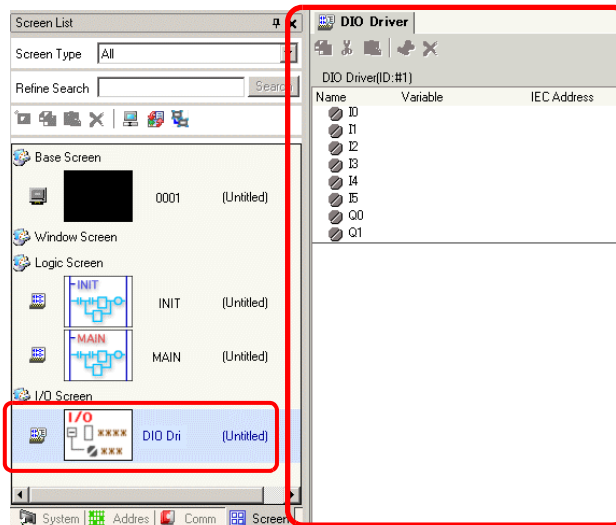 Screen List
Screen Type All
Refine Search Search
Base Screen
0001 (Untitled)
Window Screen
Logic Screen
INIT
INIT (Untitled)
MAIN
MAIN (Untitled)
I/O Screen
I/O
****
***
DIO Dri (Untitled)
System Addres Comm Screen
DIO Driver
DIO Driver(ID:#1)
Name Variable IEC Address
I0
I1
I2
I3
I4
I5
Q0
Q1